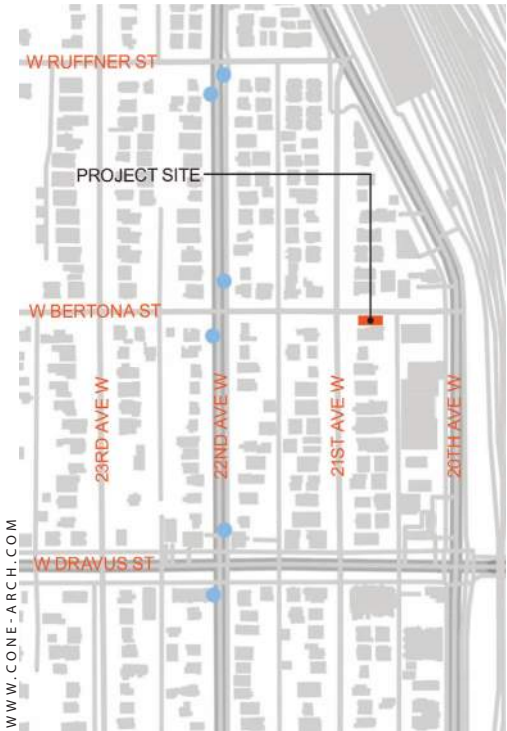 W RUFFNER ST
PROJECT SITE
W BERTONA ST
23RD AVE W
22ND AVE W
21ST AVE W
20TH AVE W
W DRAVUS ST
WWW.CONE-ARCH.COM